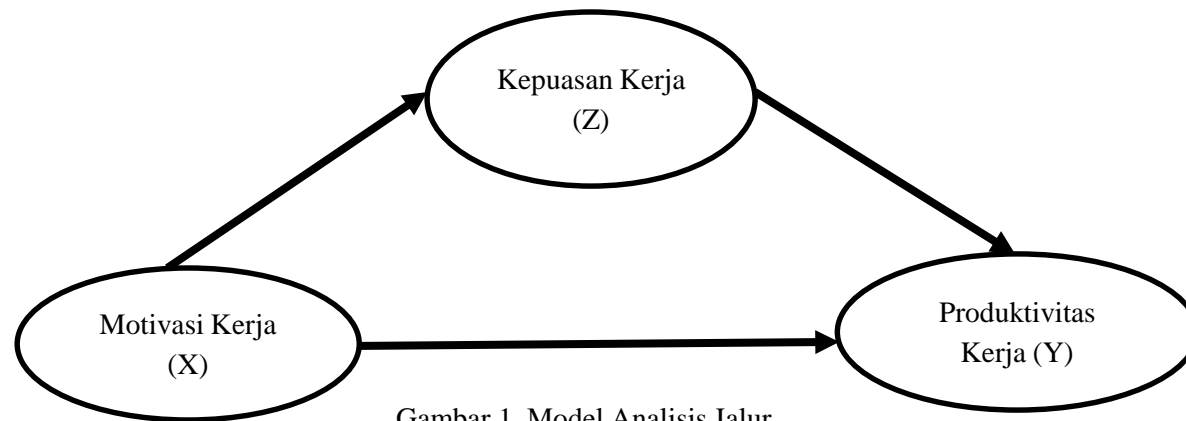 Kepuasan Kerja
(Z)
Motivasi Kerja
(X)
Produktivitas
Kerja (Y)
Gambar 1. Model Analisis Jalur